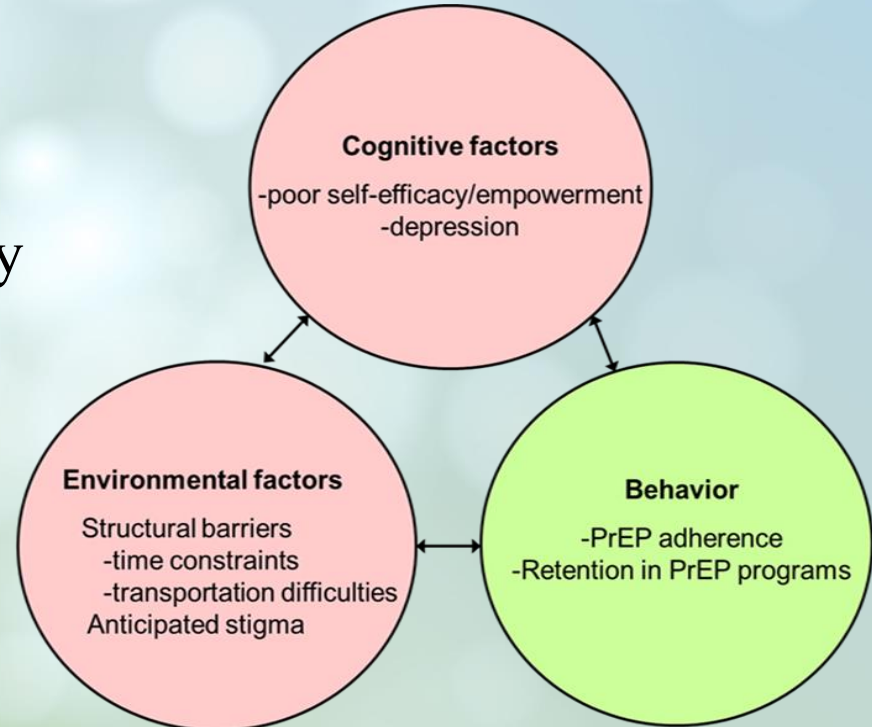 Cognitive factors
-poor self-efficacy/empowerment
-depression
y
Environmental factors
Structural barriers
-time constraints
-transportation difficulties
Anticipated stigma
Behavior
-PrEP adherence
-Retention in PrEP programs